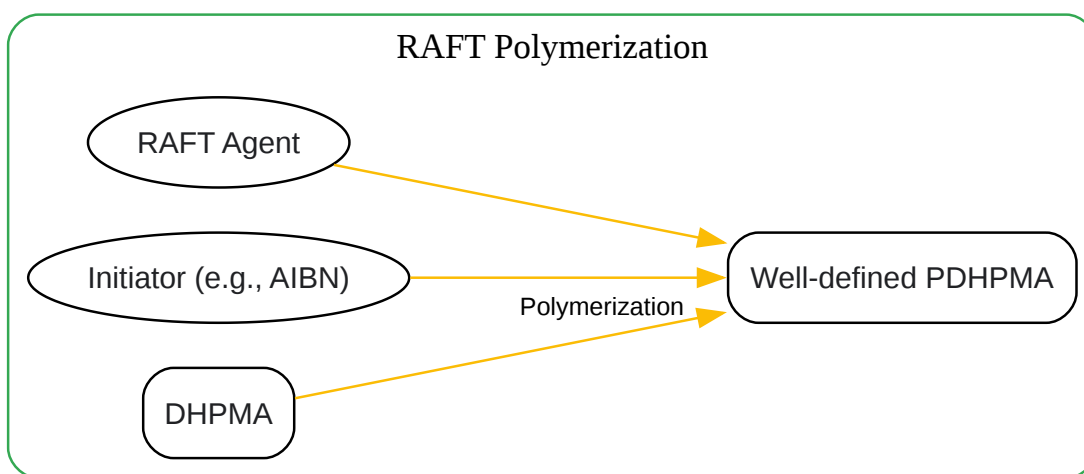 RAFT Polymerization
RAFT Agent
Initiator (e.g., AIBN)
Well-defined PDHPMA
Polymerization
DHPMA